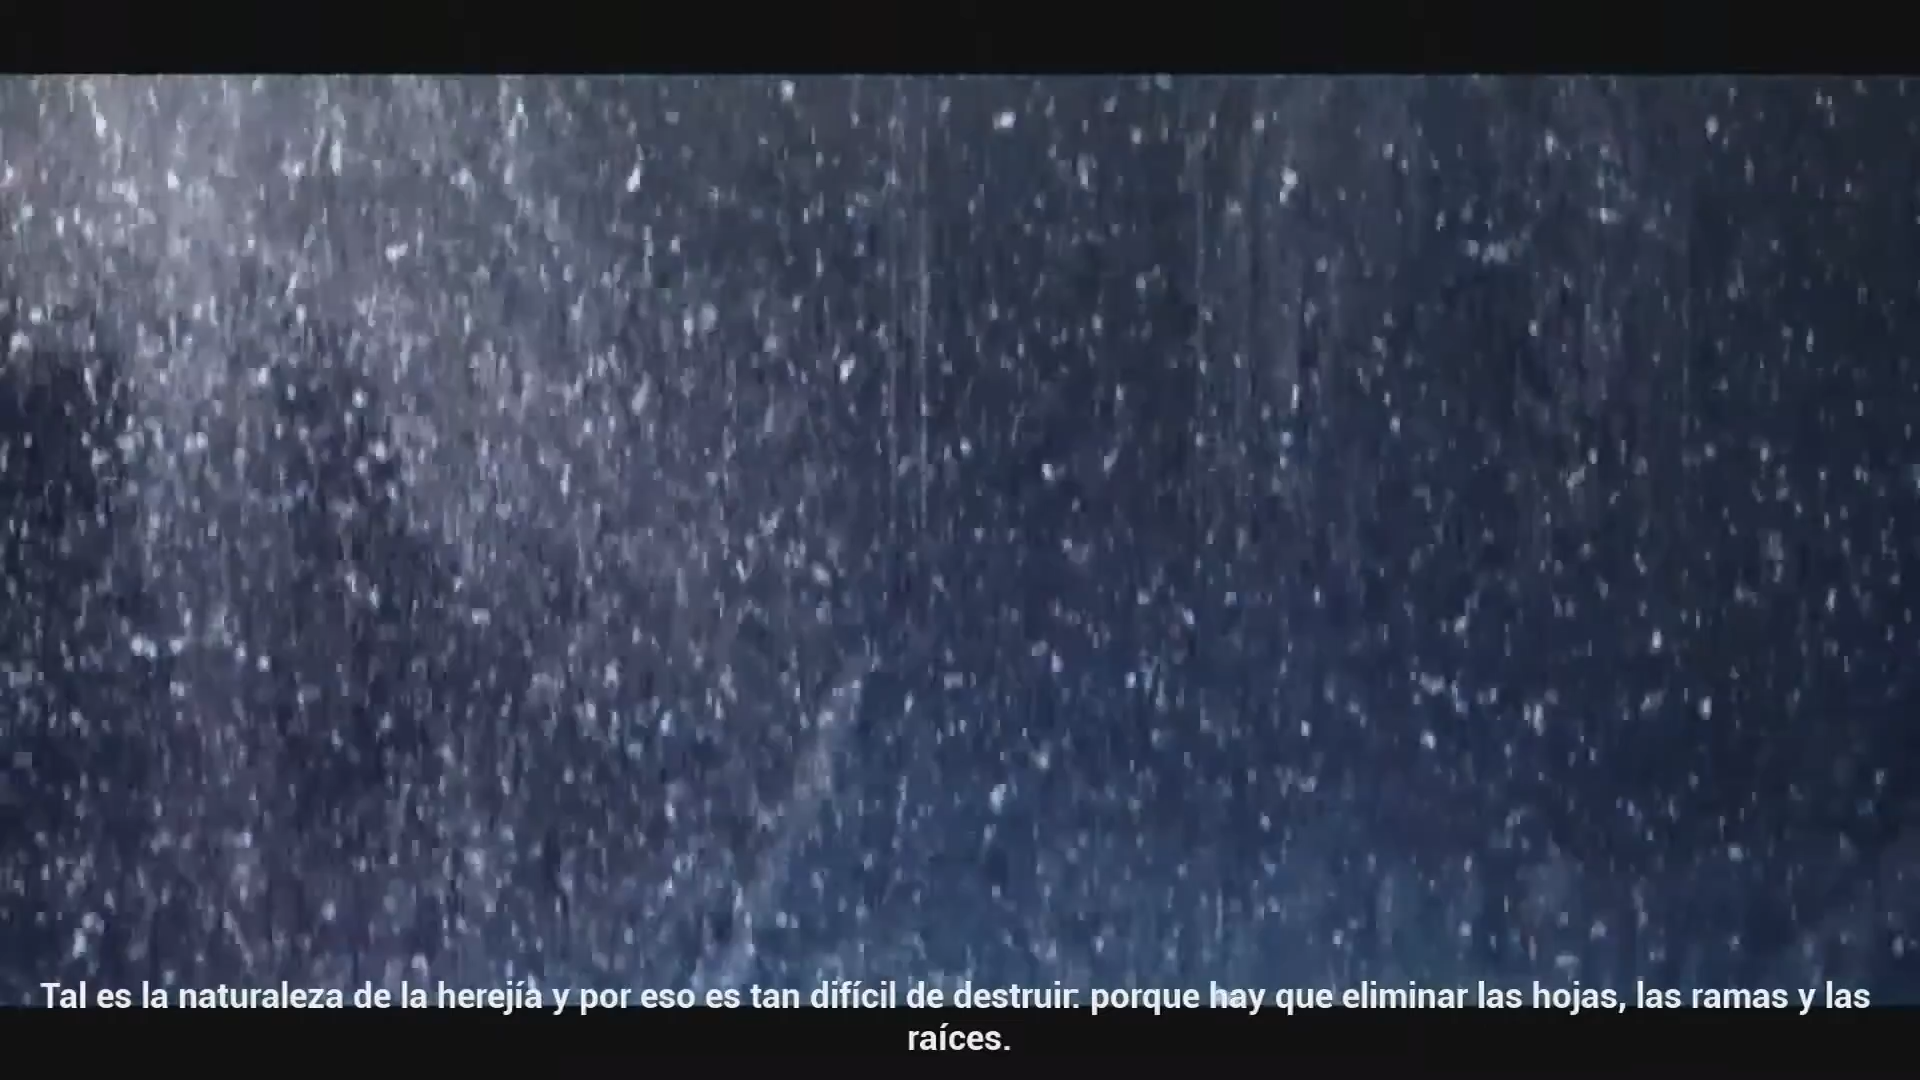 Tal es la naturaleza de la herejía y por eso es tan difícil de destruir: porque hay que eliminar las hojas, las ramas y las
raíces.